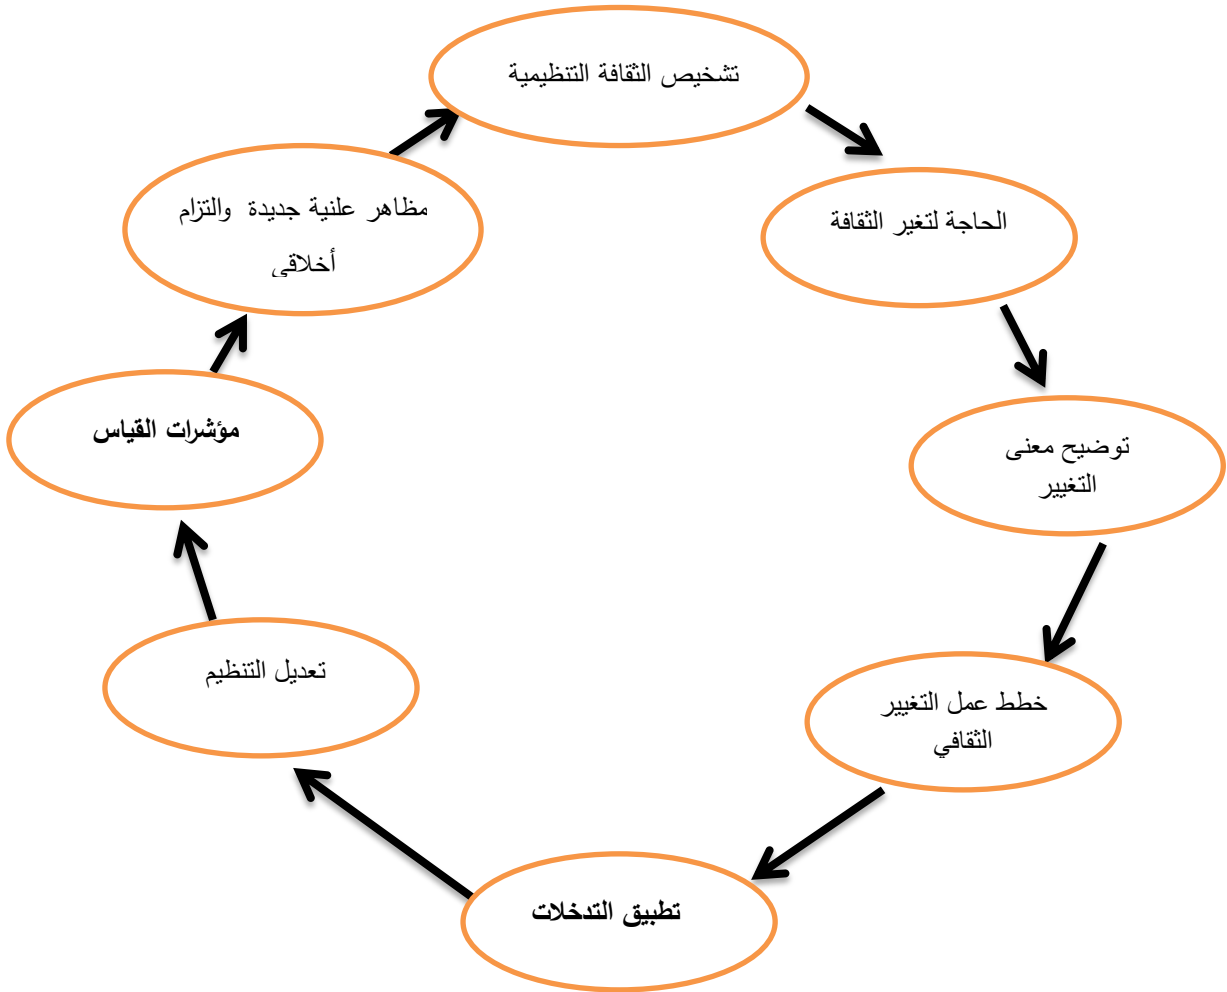 تشخيص الثقافة التنظيمية
الحاجة لتغير الثقافة
توضيح معنى
التغيير
خطط عمل التغيير
الثقافي
تطبيق التدخلات
تعديل التنظيم
مؤشرات القياس
مظاهر علنية جديدة والتزام
أخلاقي